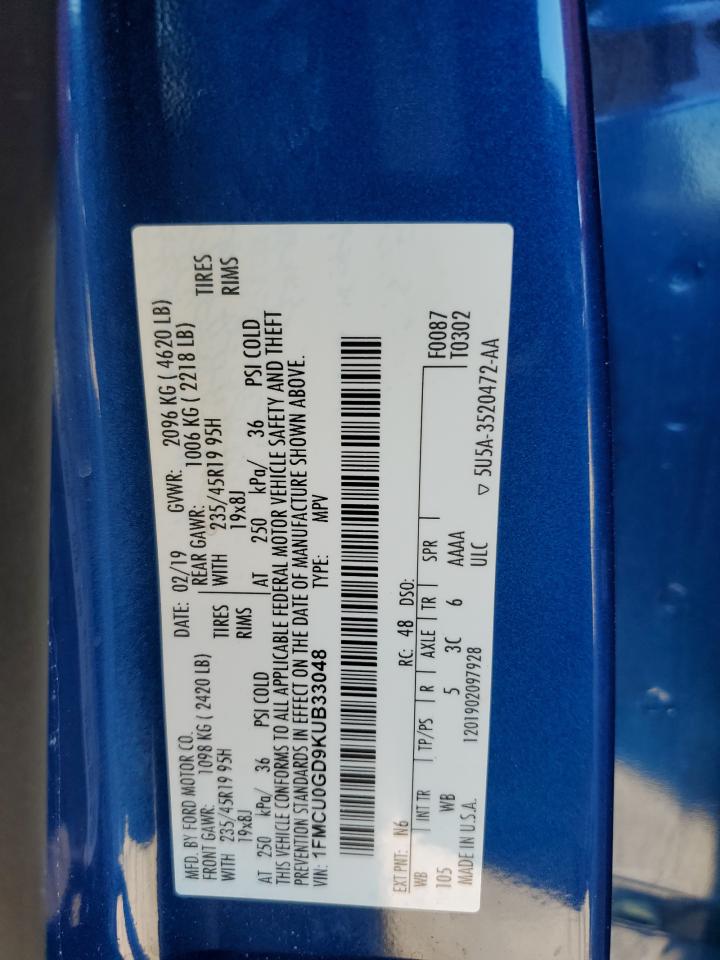 MFD. BY FORD MOTOR CO.
DATE: 02/19 GVWR: 2096 KG ( 4620 LB)
FRONT GAWR: 1098 KG ( 2420 LB) REAR GAWR: 1006 KG ( 2218 LB)
WITH 235/45R19 95H TIRES WITH 235/45R19 95H TIRES
19x8J RIMS 19x8J RIMS
AT 250 kPa/ 36 PSI COLD AT 250 kPa/ 36 PSI COLD
THIS VEHICLE CONFORMS TO ALL APPLICABLE FEDERAL MOTOR VEHICLE SAFETY AND THEFT
PREVENTION STANDARDS IN EFFECT ON THE DATE OF MANUFACTURE SHOWN ABOVE.
VIN: 1FMCU0GD9KUB33048 TYPE: MPV
EXT PNT: N6 RC: 48 DSO: F0087
WB INT TR TP/PS R AXLE TR SPR T0302
105 WB 5 3C 6 AAAA
MADE IN U.S.A. 1201902097928 ULC ▽ 5U5A-3520472-AA